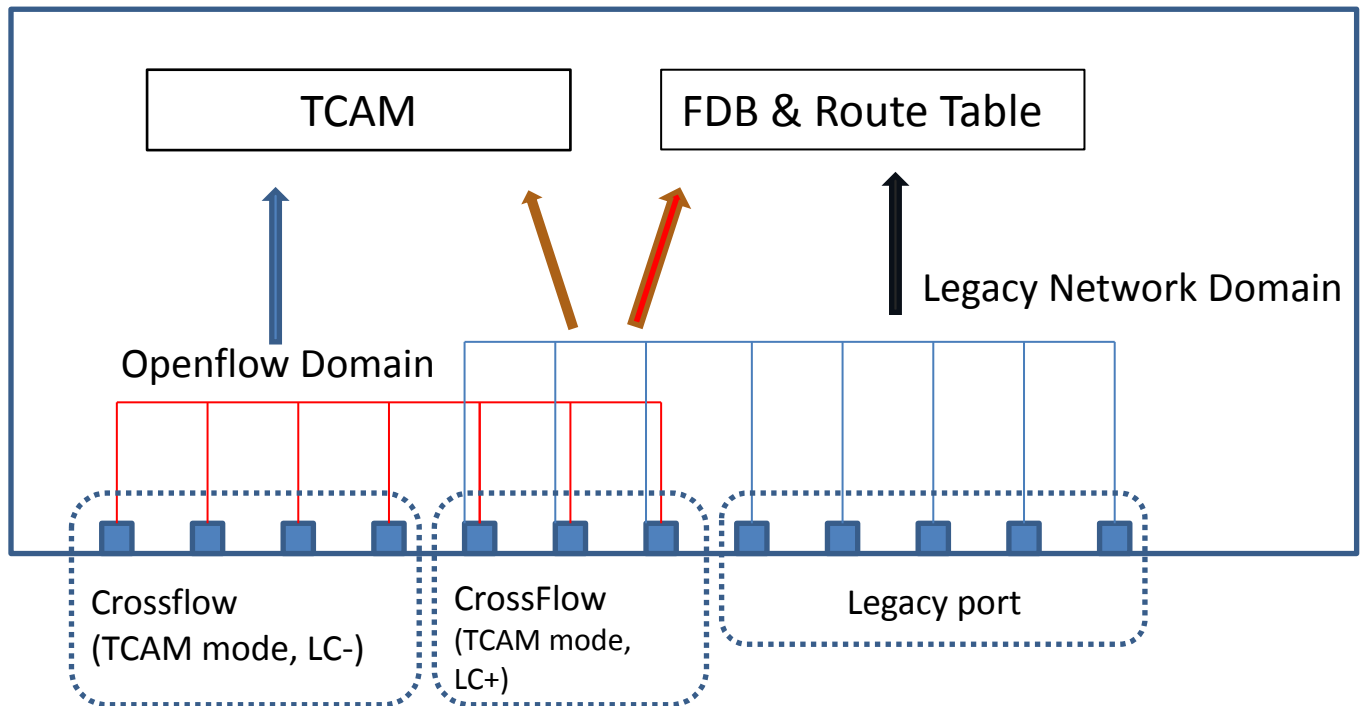 TCAM
FDB & Route Table
Legacy Network Domain
Openflow Domain
Crossflow
(TCAM mode, LC-)
CrossFlow
(TCAM mode,
LC+)
Legacy port